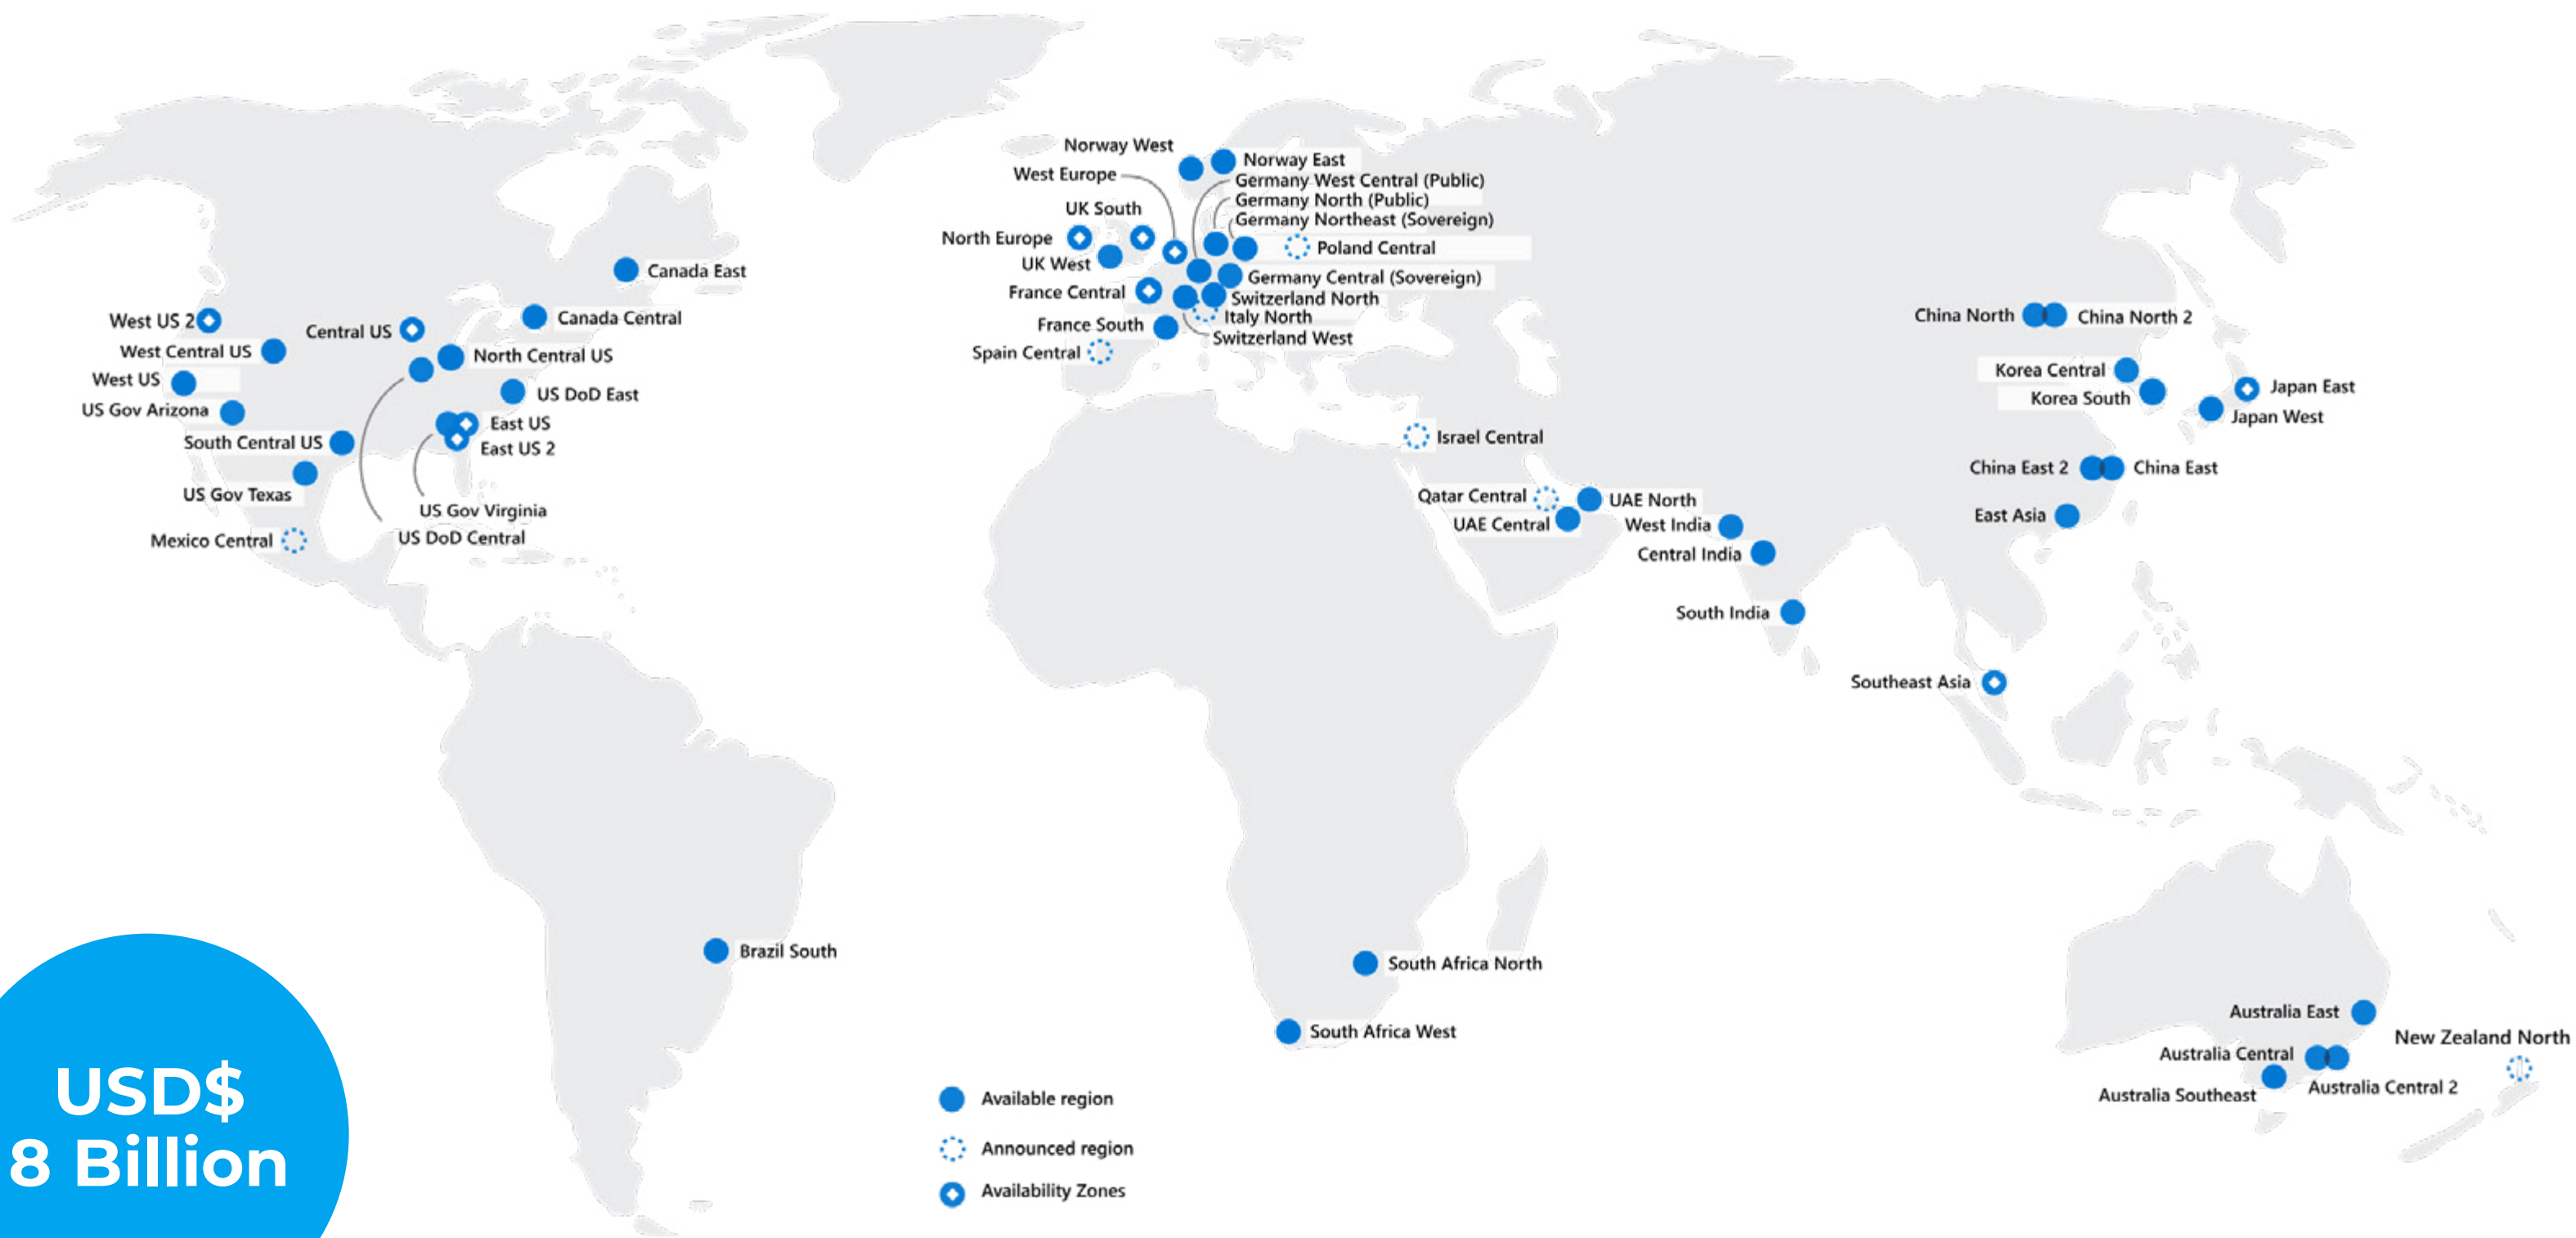 Norway West
Norway East
West Europe
Germany West Central (Public)
Germany North (Public)
Germany Northeast (Sovereign)
UK South
North Europe
Poland Central
UK West
Canada East
Germany Central (Sovereign)
France Central
Switzerland North
Italy North
West US 2
Central US
Canada Central
France South
Switzerland West
China North
China North 2
West Central US
North Central US
Spain Central
West US
US DoD East
Korea Central
Korea South
Japan East
Japan West
US Gov Arizona
East US
South Central US
East US 2
Israel Central
China East 2
China East
US Gov Texas
US Gov Virginia
Qatar Central
UAE North
UAE Central
West India
East Asia
Mexico Central
US DoD Central
Central India
South India
Southeast Asia
Brazil South
South Africa North
South Africa West
Australia East
New Zealand North
Australia Central
Australia Central 2
Australia Southeast
USD$
8 Billion
Available region
Announced region
Availability Zones